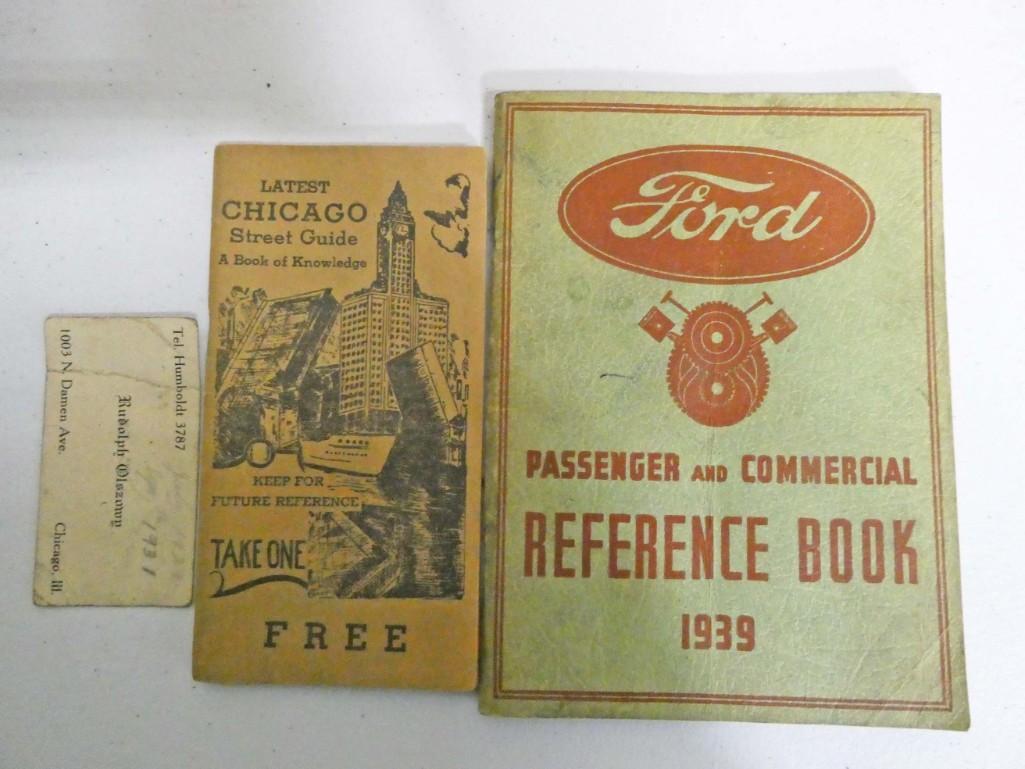 Tel. Humboldt 3787
Rudolph Olszowy
1931
1003 N. Damen Ave. Chicago, Ill.
LATEST
CHICAGO
Street Guide
A Book of Knowledge
KEEP FOR
FUTURE REFERENCE
TAKE ONE
FREE
Ford
PASSENGER AND COMMERCIAL
REFERENCE BOOK
1939